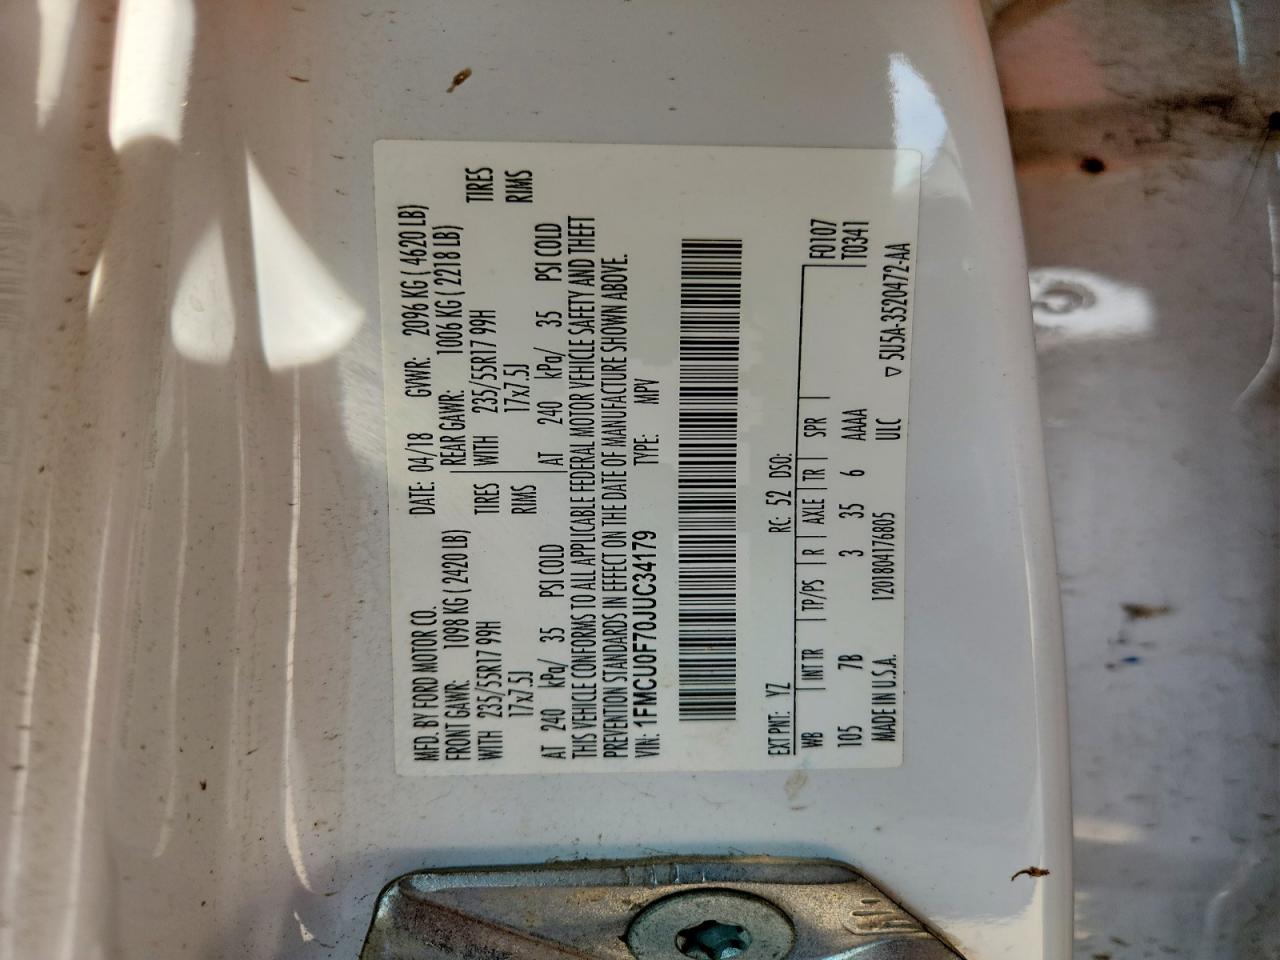 MFD. BY FORD MOTOR CO. DATE: 04/18 GVWR: 2096 KG ( 4620 LB)
FRONT GAWR: 1098 KG ( 2420 LB) REAR GAWR: 1006 KG ( 2218 LB)
WITH 235/55R17 99H TIRES WITH 235/55R17 99H TIRES
17x7.5J RIMS 17x7.5J RIMS
AT 240 kPa/ 35 PSI COLD AT 240 kPa/ 35 PSI COLD
THIS VEHICLE CONFORMS TO ALL APPLICABLE FEDERAL MOTOR VEHICLE SAFETY AND THEFT
PREVENTION STANDARDS IN EFFECT ON THE DATE OF MANUFACTURE SHOWN ABOVE.
VIN: 1FMCU0F70JUC34179 TYPE: MPV
EXT PNT: YZ RC: 52 DSO: F0107
WB INT TR TP/PS R AXLE TR SPR T0341
105 7B 3 35 6 AAAA
MADE IN U.S.A. 1201804176805 ULC ▽ 5U5A-3520472-AA